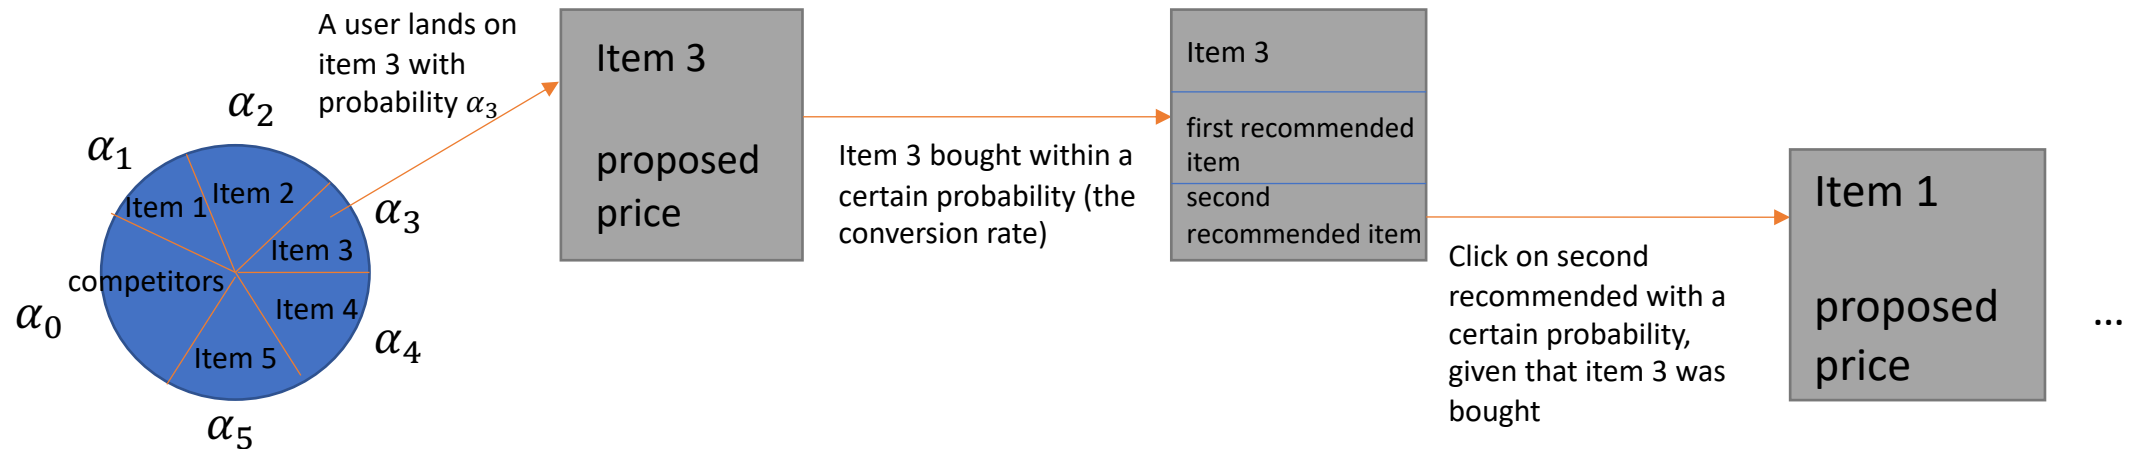 A user lands on
item 3 with
probability α₃
α₂
α₁
Item 2
Item 1
α₃
Item 3
competitors
α₀
Item 4
α₄
Item 5
α₅
Item 3
proposed
price
Item 3 bought within a
certain probability (the
conversion rate)
Item 3
first recommended
item
second
recommended item
Click on second
recommended with a
certain probability,
given that item 3 was
bought
Item 1
proposed
price
...